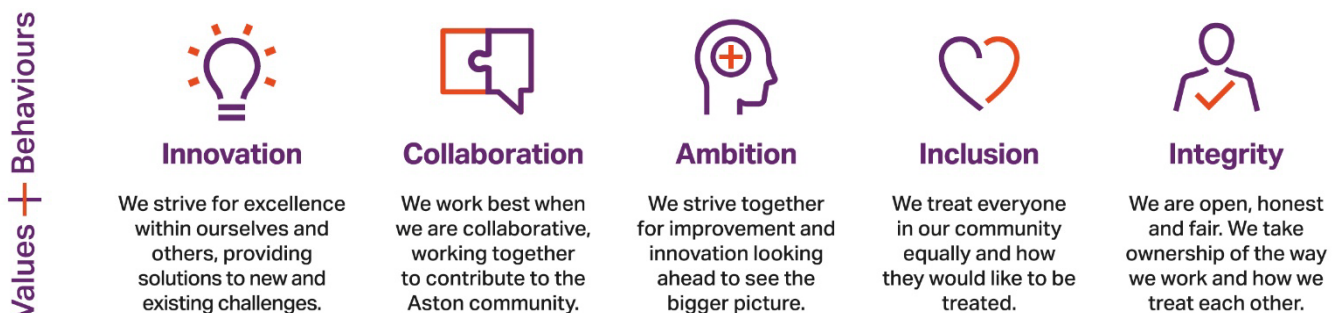 Values + Behaviours
Innovation
We strive for excellence
within ourselves and
others, providing
solutions to new and
existing challenges.
Collaboration
We work best when
we are collaborative,
working together
to contribute to the
Aston community.
Ambition
We strive together
for improvement and
innovation looking
ahead to see the
bigger picture.
Inclusion
We treat everyone
in our community
equally and how
they would like to be
treated.
Integrity
We are open, honest
and fair. We take
ownership of the way
we work and how we
treat each other.